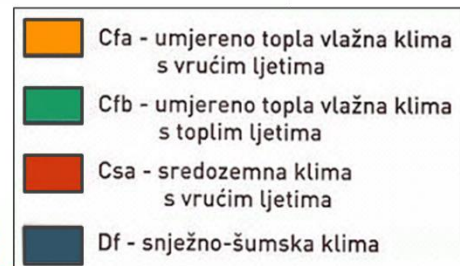 Cfa - umjereno topla vlažna klima
s vrućim ljetima
Cfb - umjereno topla vlažna klima
s toplim ljetima
Csa - sredozemna klima
s vrućim ljetima
Df - snježno-šumska klima